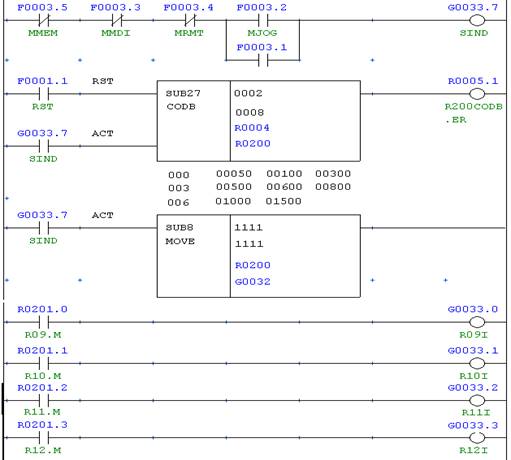 F0003.5 F0003.3 F0003.4 F0003.2 G0033.7
MMEM MMDI MRMT MJOG SIND
F0003.1
F0001.1 RST SUB27 0002 R0005.1
RST CODB 0008 R200CODB
R0004 .ER
G0033.7 ACT R0200
SIND
000 00050 00100 00300
003 00500 00600 00800
006 01000 01500
G0033.7 ACT SUB8 1111
SIND MOVE 1111
R0200
G0032
R0201.0 G0033.0
R09.M R09I
R0201.1 G0033.1
R10.M R10I
R0201.2 G0033.2
R11.M R11I
R0201.3 G0033.3
R12.M R12I